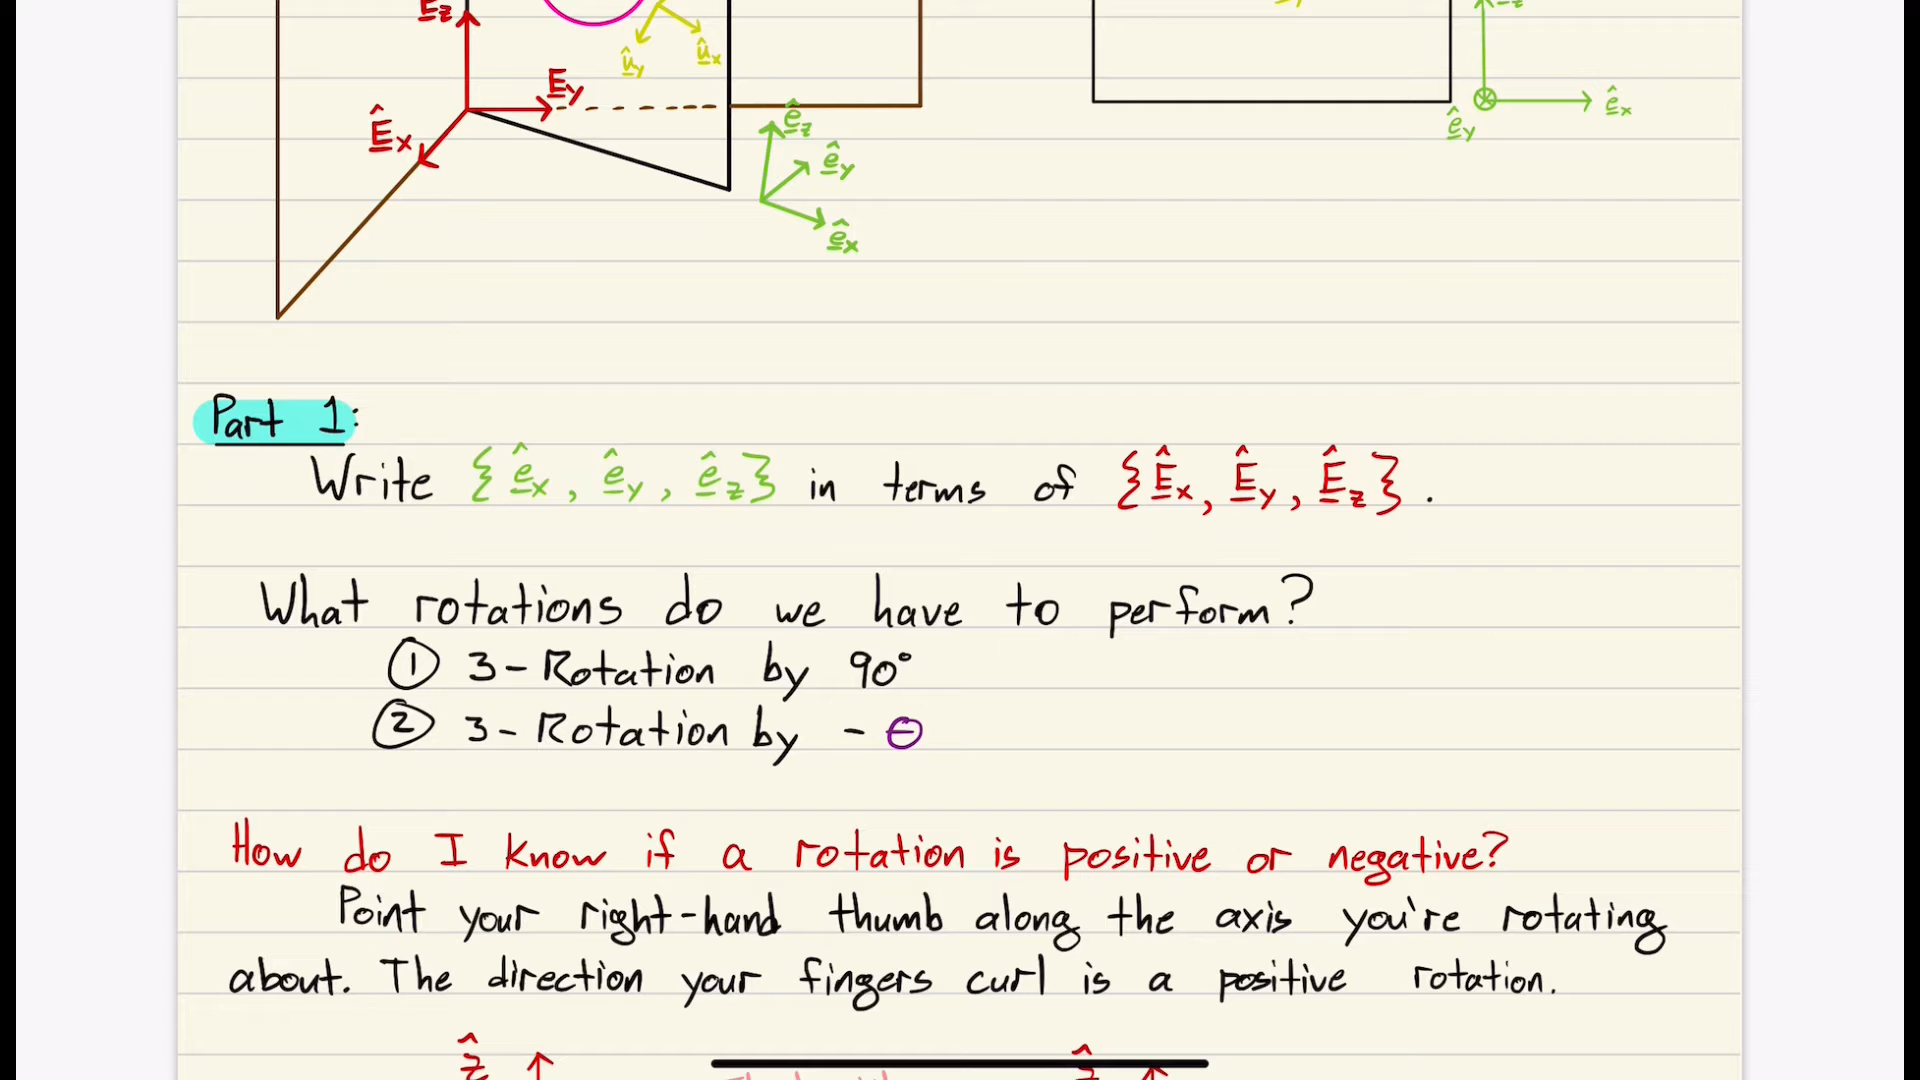 Ez
ûy
ûx
Ey
Êx
êz
êy
êx
êy
êx
Part 1:
Write {êx, êy, êz} in terms of {Êx, Êy, Êz}.
What rotations do we have to perform?
① 3-Rotation by 90°
② 3-Rotation by -θ
How do I know if a rotation is positive or negative?
Point your right-hand thumb along the axis you're rotating
about. The direction your fingers curl is a positive rotation.
ẑ